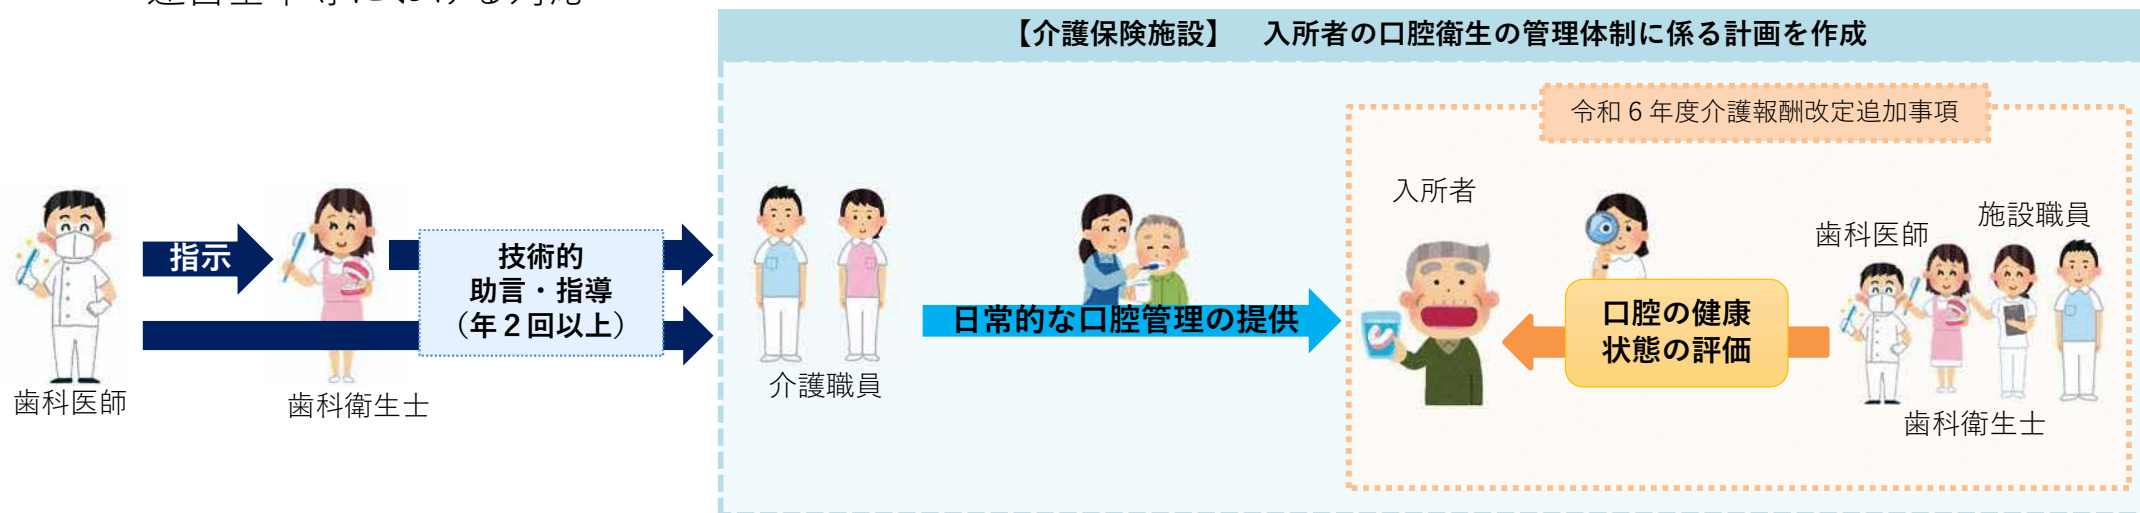 【介護保険施設】　入所者の口腔衛生の管理体制に係る計画を作成
令和６年度介護報酬改定追加事項
指示
技術的
助言・指導
（年２回以上）
歯科医師
歯科衛生士
介護職員
日常的な口腔管理の提供
入所者
口腔の健康
状態の評価
歯科医師
施設職員
歯科衛生士